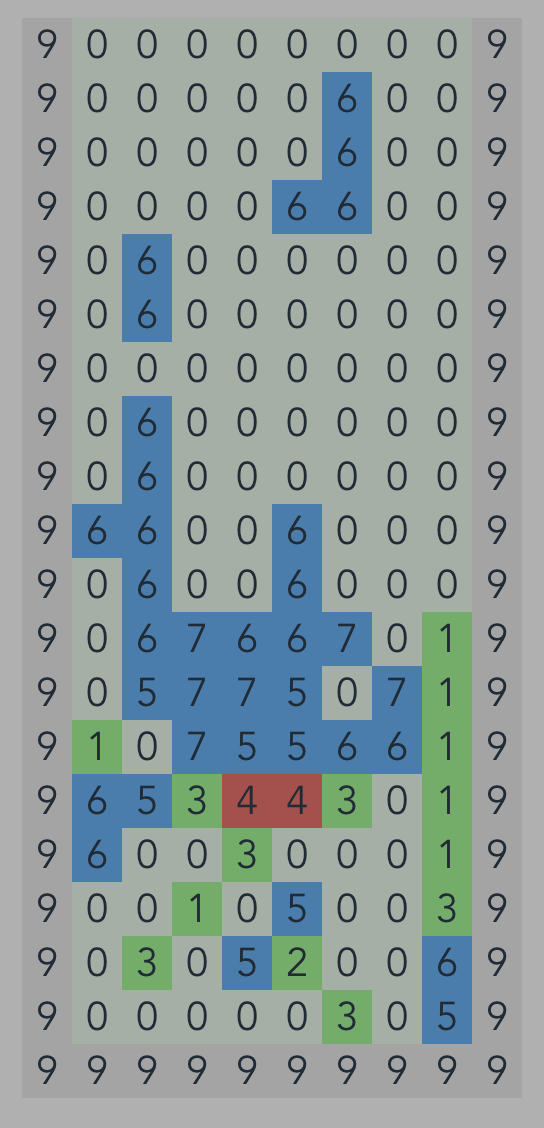 9 0 0 0 0 0 0 0 0 9
9 0 0 0 0 0 6 0 0 9
9 0 0 0 0 0 6 0 0 9
9 0 0 0 0 6 6 0 0 9
9 0 6 0 0 0 0 0 0 9
9 0 6 0 0 0 0 0 0 9
9 0 0 0 0 0 0 0 0 9
9 0 6 0 0 0 0 0 0 9
9 0 6 0 0 0 0 0 0 9
9 6 6 0 0 6 0 0 0 9
9 0 6 0 0 6 0 0 0 9
9 0 6 7 6 6 7 0 1 9
9 0 5 7 7 5 0 7 1 9
9 1 0 7 5 5 6 6 1 9
9 6 5 3 4 4 3 0 1 9
9 6 0 0 3 0 0 0 1 9
9 0 0 1 0 5 0 0 3 9
9 0 3 0 5 2 0 0 6 9
9 0 0 0 0 0 3 0 5 9
9 9 9 9 9 9 9 9 9 9